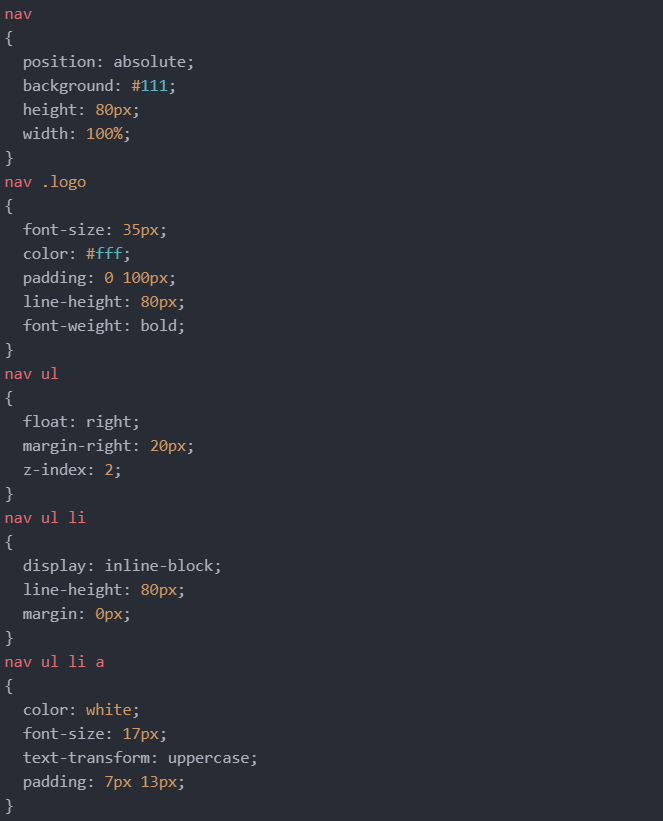 nav
{
  position: absolute;
  background: #111;
  height: 80px;
  width: 100%;
}
nav .logo
{
  font-size: 35px;
  color: #fff;
  padding: 0 100px;
  line-height: 80px;
  font-weight: bold;
}
nav ul
{
  float: right;
  margin-right: 20px;
  z-index: 2;
}
nav ul li
{
  display: inline-block;
  line-height: 80px;
  margin: 0px;
}
nav ul li a
{
  color: white;
  font-size: 17px;
  text-transform: uppercase;
  padding: 7px 13px;
}